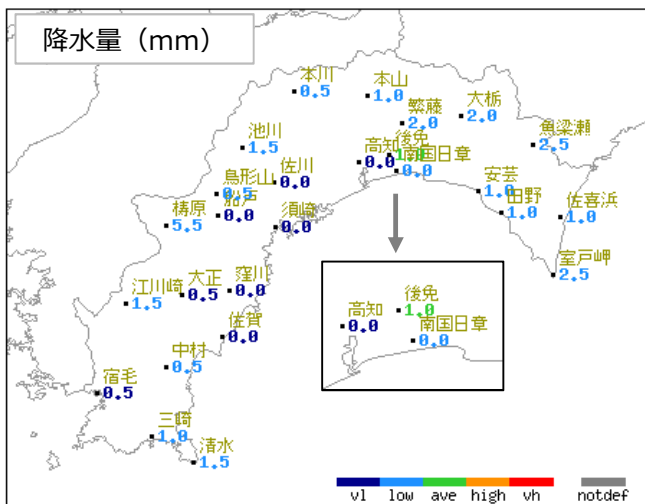 降水量（mm）
本川
0.5
本山
1.0
繁藤
2.0
大栃
2.0
魚梁瀬
2.5
池川
1.5
佐川
0.0
高知
0.0
後免
1.0
南国日章
0.0
鳥形山
0.5
船戸
0.0
梼原
5.5
須崎
0.0
安芸
1.0
田野
1.0
佐喜浜
1.0
室戸岬
2.5
江川崎
1.5
大正
0.5
窪川
0.0
佐賀
0.0
中村
0.5
宿毛
0.5
三崎
1.0
清水
1.5
高知
0.0
後免
1.0
南国日章
0.0
vl low ave high vh notdef